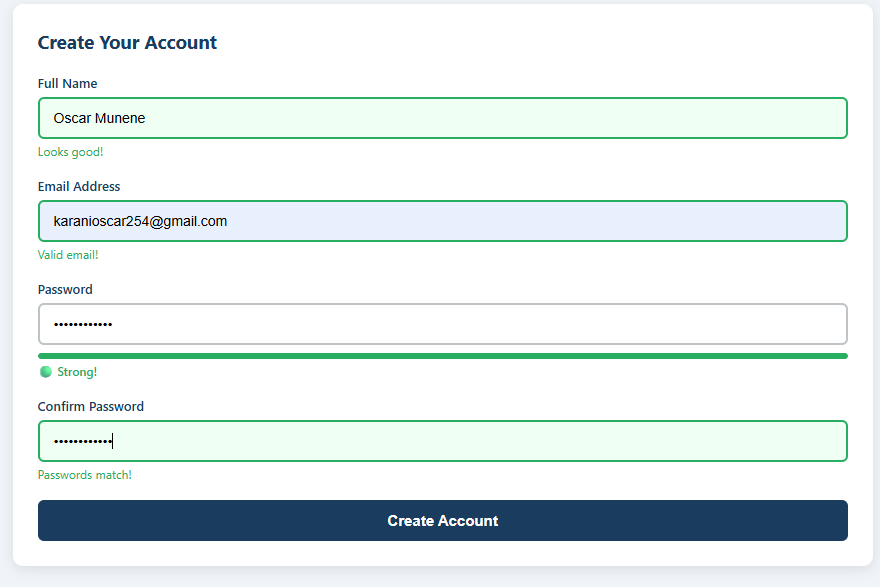 Create Your Account
Full Name
Oscar Munene
Looks good!
Email Address
karanioscar254@gmail.com
Valid email!
Password
••••••••••••
Strong!
Confirm Password
••••••••••••
Passwords match!
Create Account